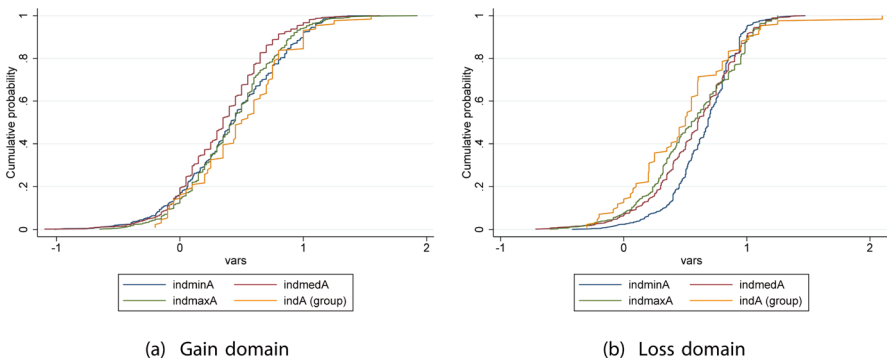 1
.8
.6
.4
.2
0
Cumulative probability
-1 0 1 2
vars
indminA indmedA
indmaxA indA (group)
(a) Gain domain
1
.8
.6
.4
.2
0
Cumulative probability
-1 0 1 2
vars
indminA indmedA
indmaxA indA (group)
(b) Loss domain